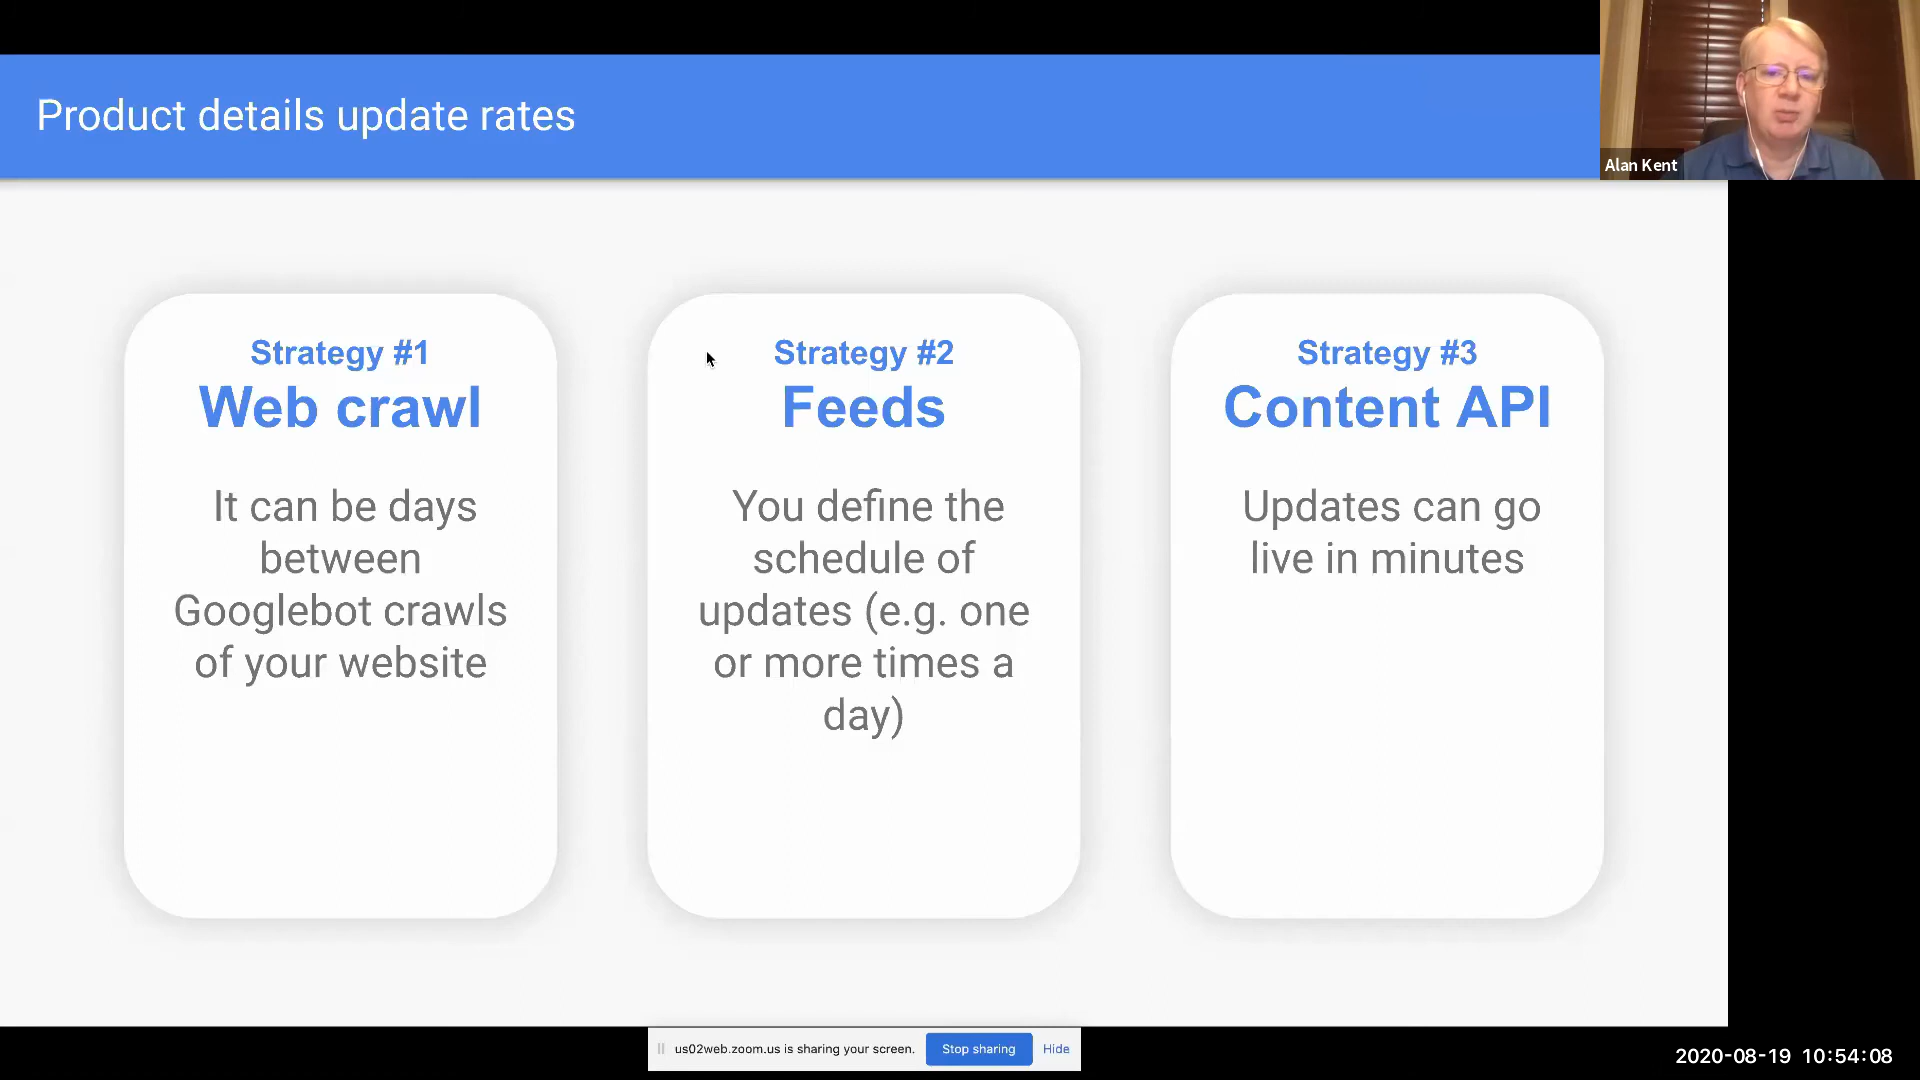 Product details update rates
Alan Kent
Strategy #1
Web crawl
It can be days
between
Googlebot crawls
of your website
Strategy #2
Feeds
You define the
schedule of
updates (e.g. one
or more times a
day)
Strategy #3
Content API
Updates can go
live in minutes
us02web.zoom.us is sharing your screen.
Stop sharing
Hide
2020-08-19 10:54:08